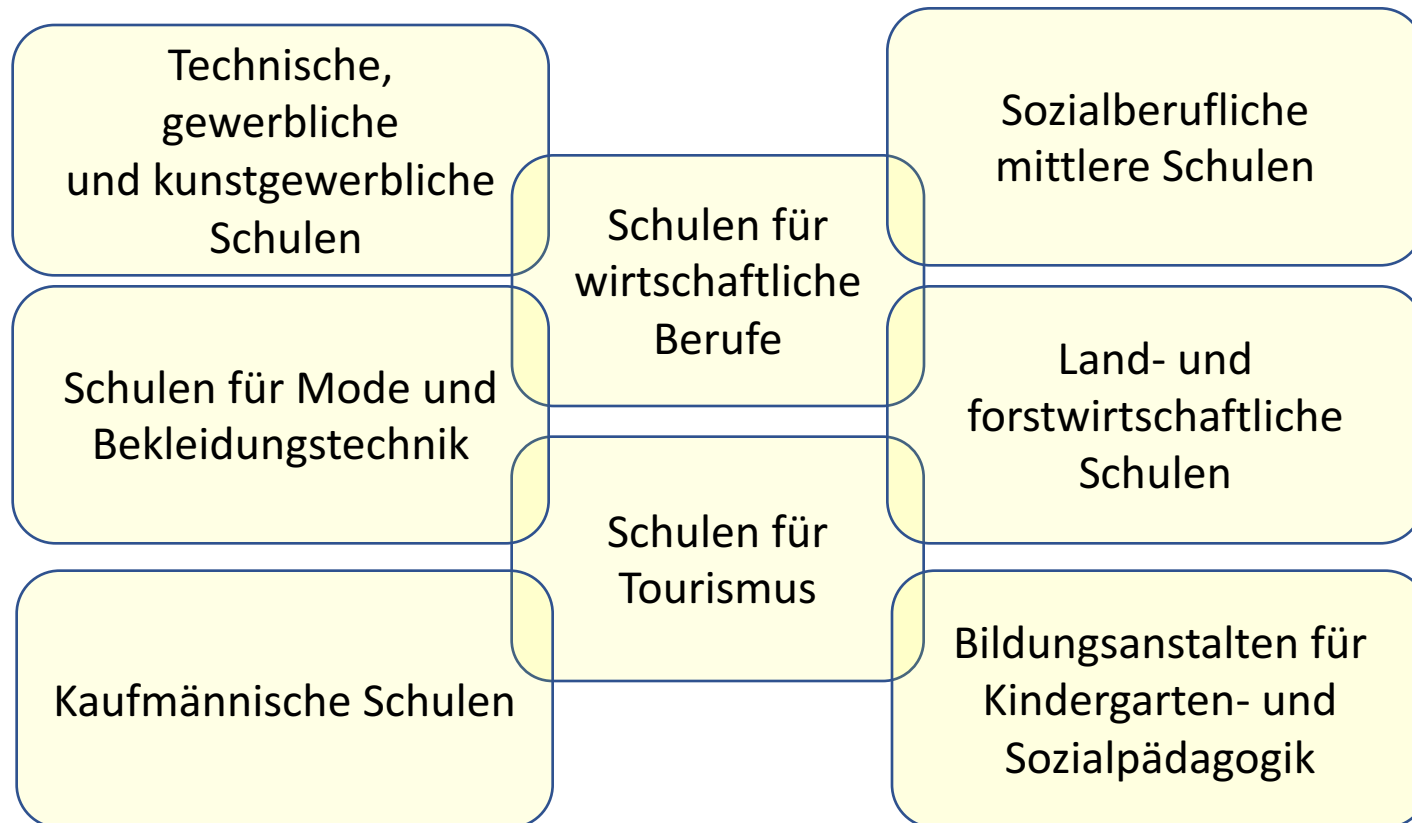 Technische,
gewerbliche
und kunstgewerbliche
Schulen
Schulen für Mode und
Bekleidungstechnik
Kaufmännische Schulen
Schulen für
wirtschaftliche
Berufe
Schulen für
Tourismus
Sozialberufliche
mittlere Schulen
Land- und
forstwirtschaftliche
Schulen
Bildungsanstalten für
Kindergarten- und
Sozialpädagogik